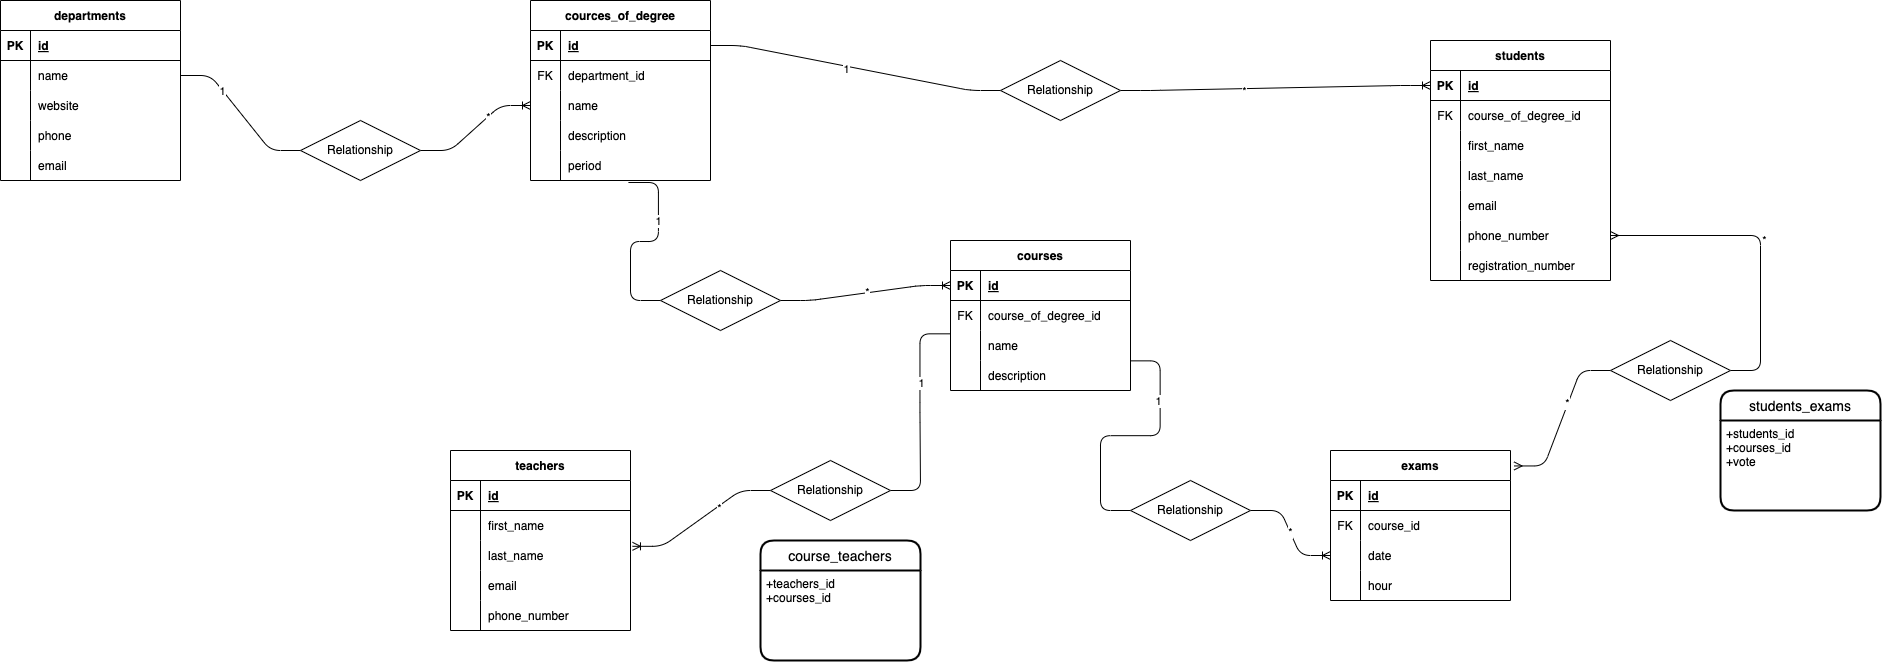 departments
PK id
name
website
phone
email
1
Relationship
*
cources_of_degree
PK id
FK department_id
name
description
period
1
Relationship
*
students
PK id
FK course_of_degree_id
first_name
last_name
email
phone_number
registration_number
1
Relationship
*
courses
PK id
FK course_of_degree_id
name
description
1
Relationship
*
teachers
PK id
first_name
last_name
email
phone_number
course_teachers
+teachers_id
+courses_id
1
Relationship
*
exams
PK id
FK course_id
date
hour
*
Relationship
*
students_exams
+students_id
+courses_id
+vote